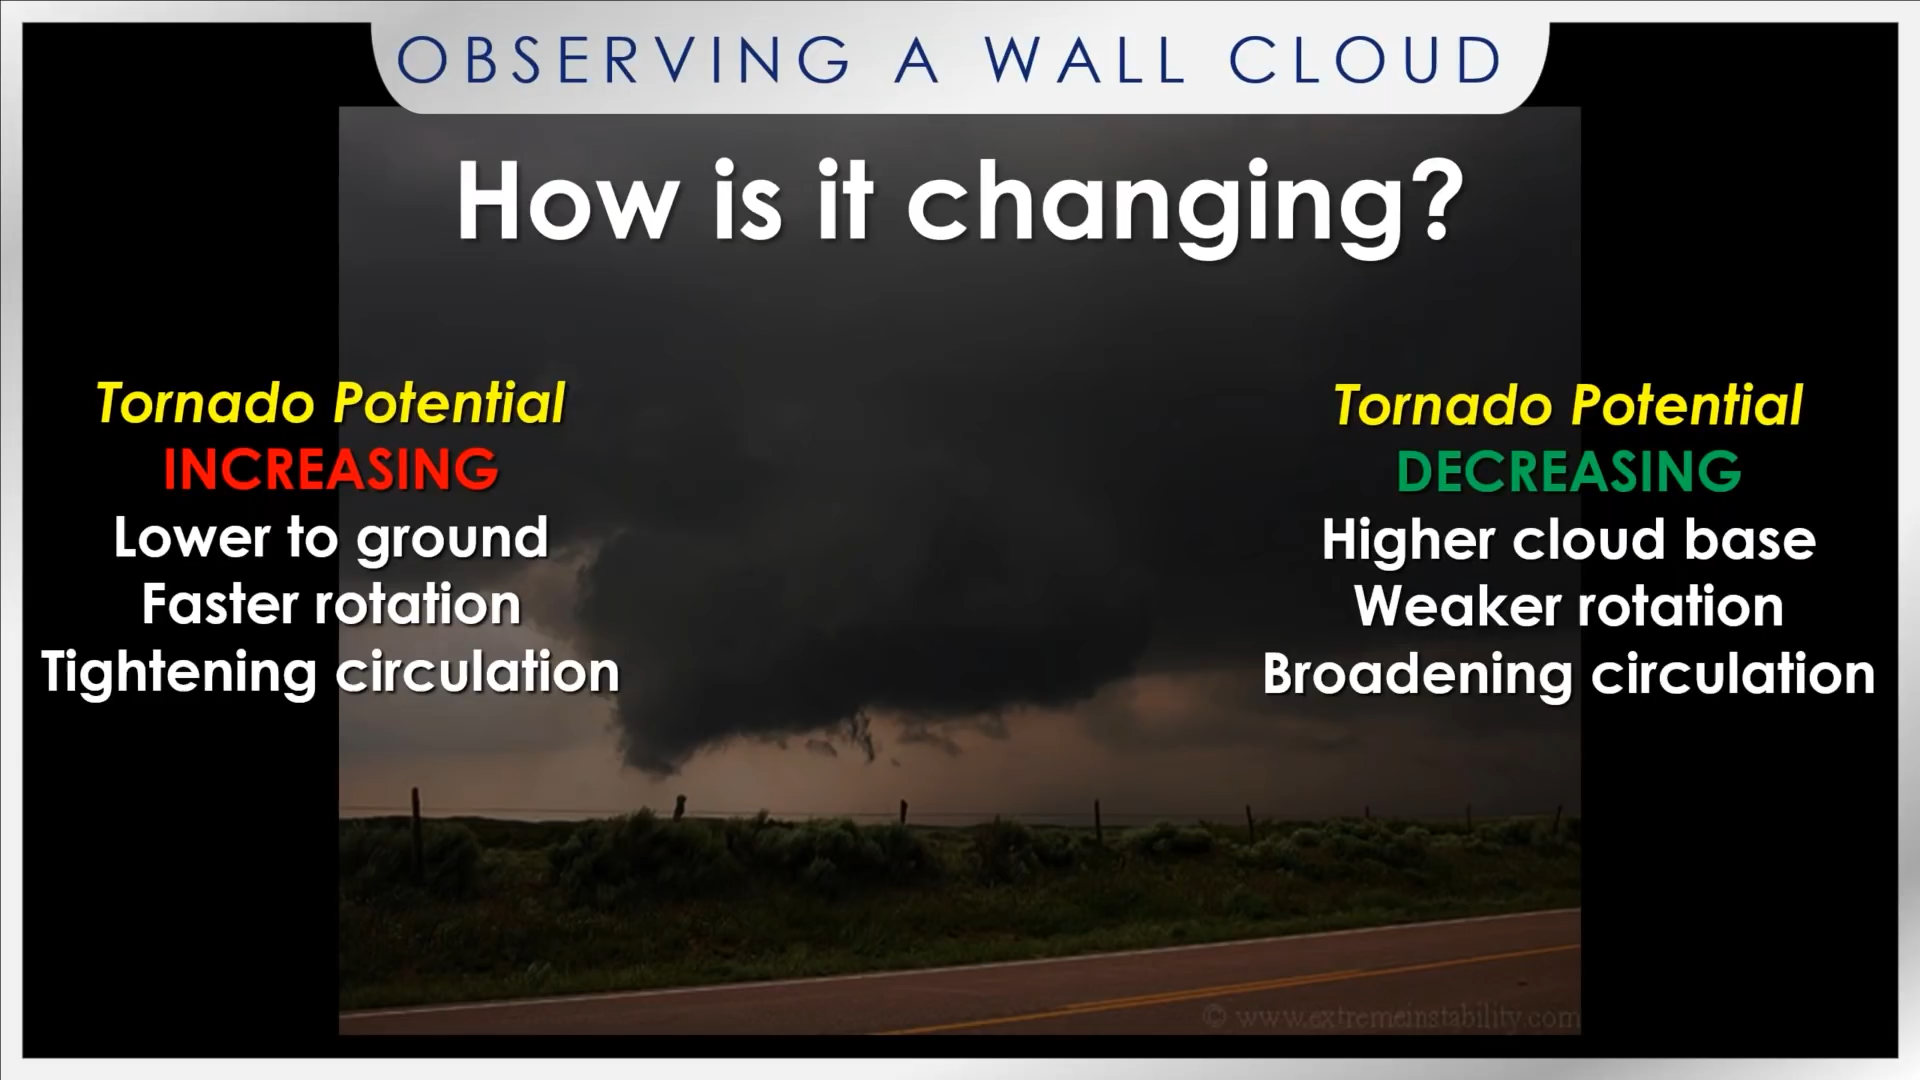 OBSERVING A WALL CLOUD
How is it changing?
Tornado Potential
INCREASING
Lower to ground
Faster rotation
Tightening circulation
Tornado Potential
DECREASING
Higher cloud base
Weaker rotation
Broadening circulation
© www.extremeinstability.com